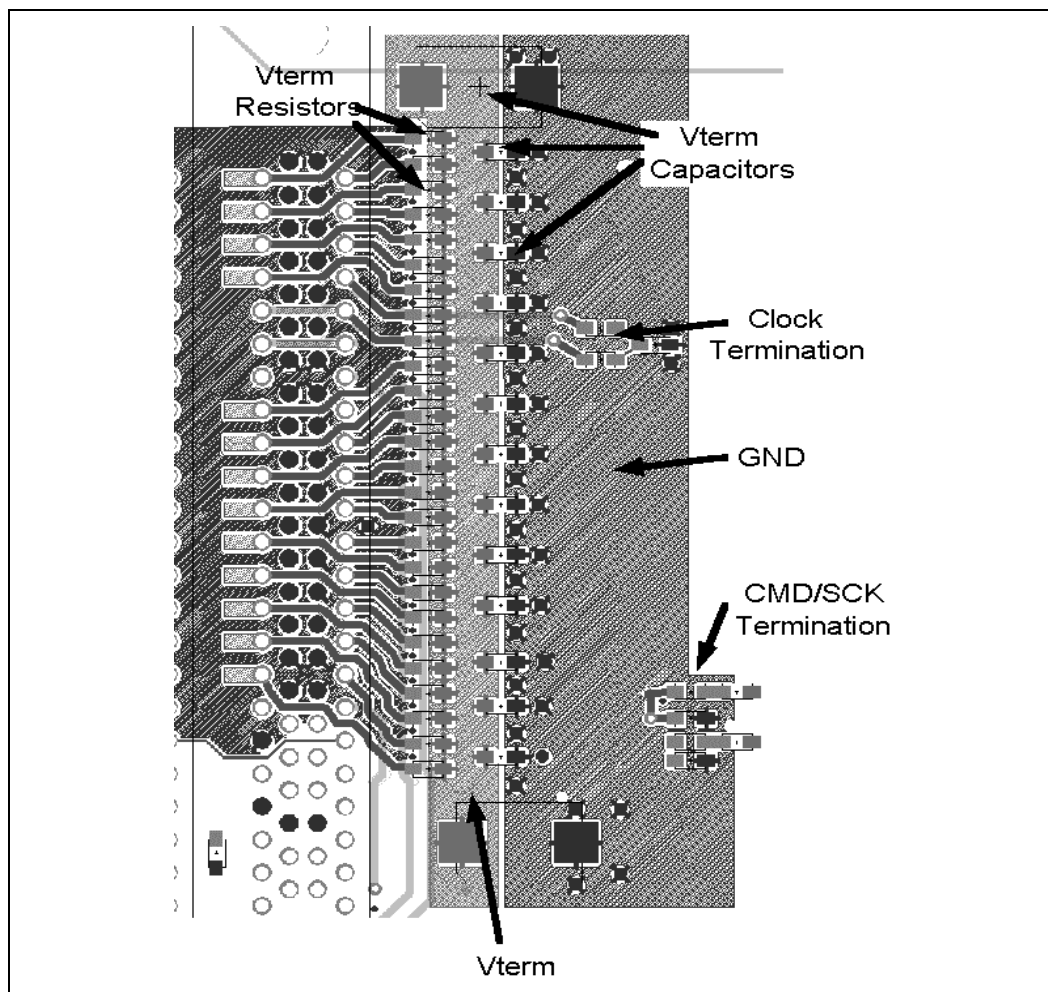 Vterm
Resistors
Vterm
Capacitors
Clock
Termination
GND
CMD/SCK
Termination
Vterm